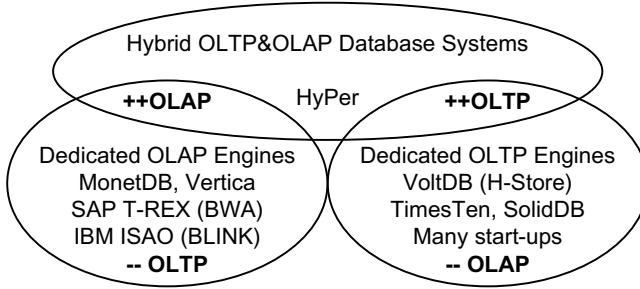 Hybrid OLTP&OLAP Database Systems
++OLAP
HyPer
++OLTP
Dedicated OLAP Engines
MonetDB, Vertica
SAP T-REX (BWA)
IBM ISAO (BLINK)
-- OLTP
Dedicated OLTP Engines
VoltDB (H-Store)
TimesTen, SolidDB
Many start-ups
-- OLAP